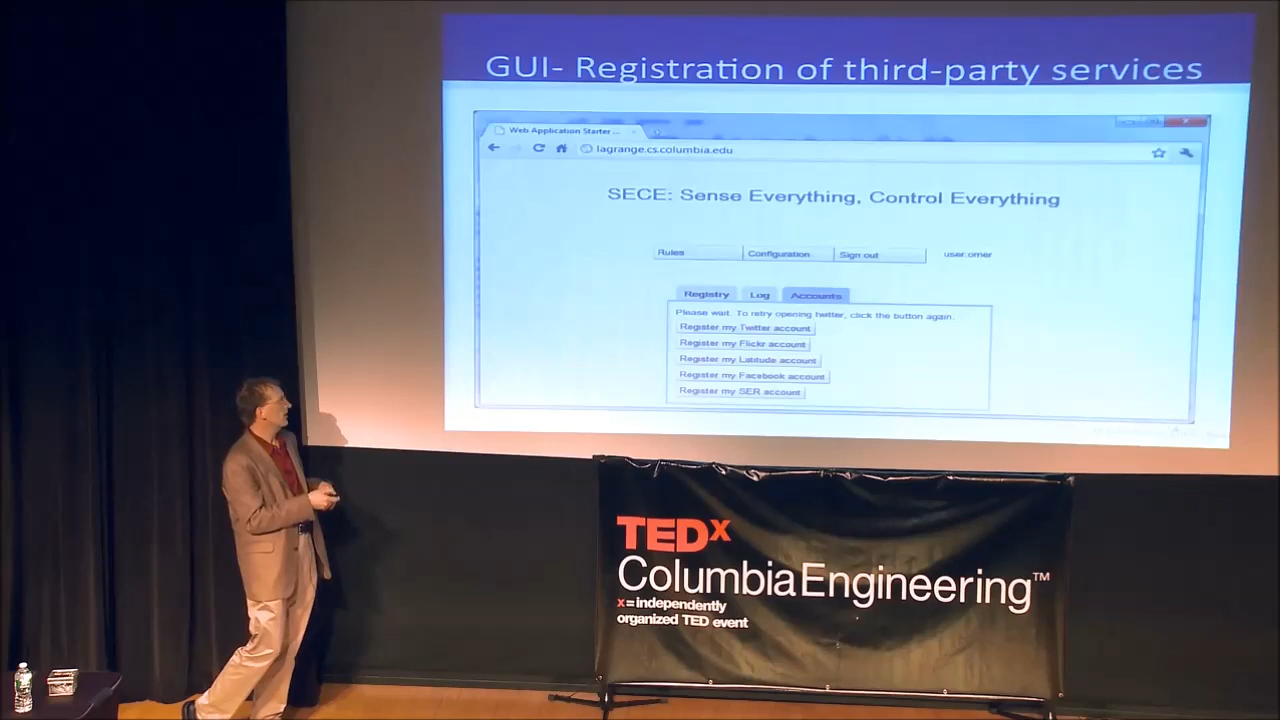 GUI- Registration of third-party services
Web Application Starter ...
lagrange.cs.columbia.edu
SECE: Sense Everything, Control Everything
Rules Configuration Sign out user:omer
Registry Log Accounts
Please wait. To retry opening twitter, click the button again.
Register my Twitter account
Register my Flickr account
Register my Latitude account
Register my Facebook account
Register my SER account
TEDx
ColumbiaEngineering™
x=independently
organized TED event